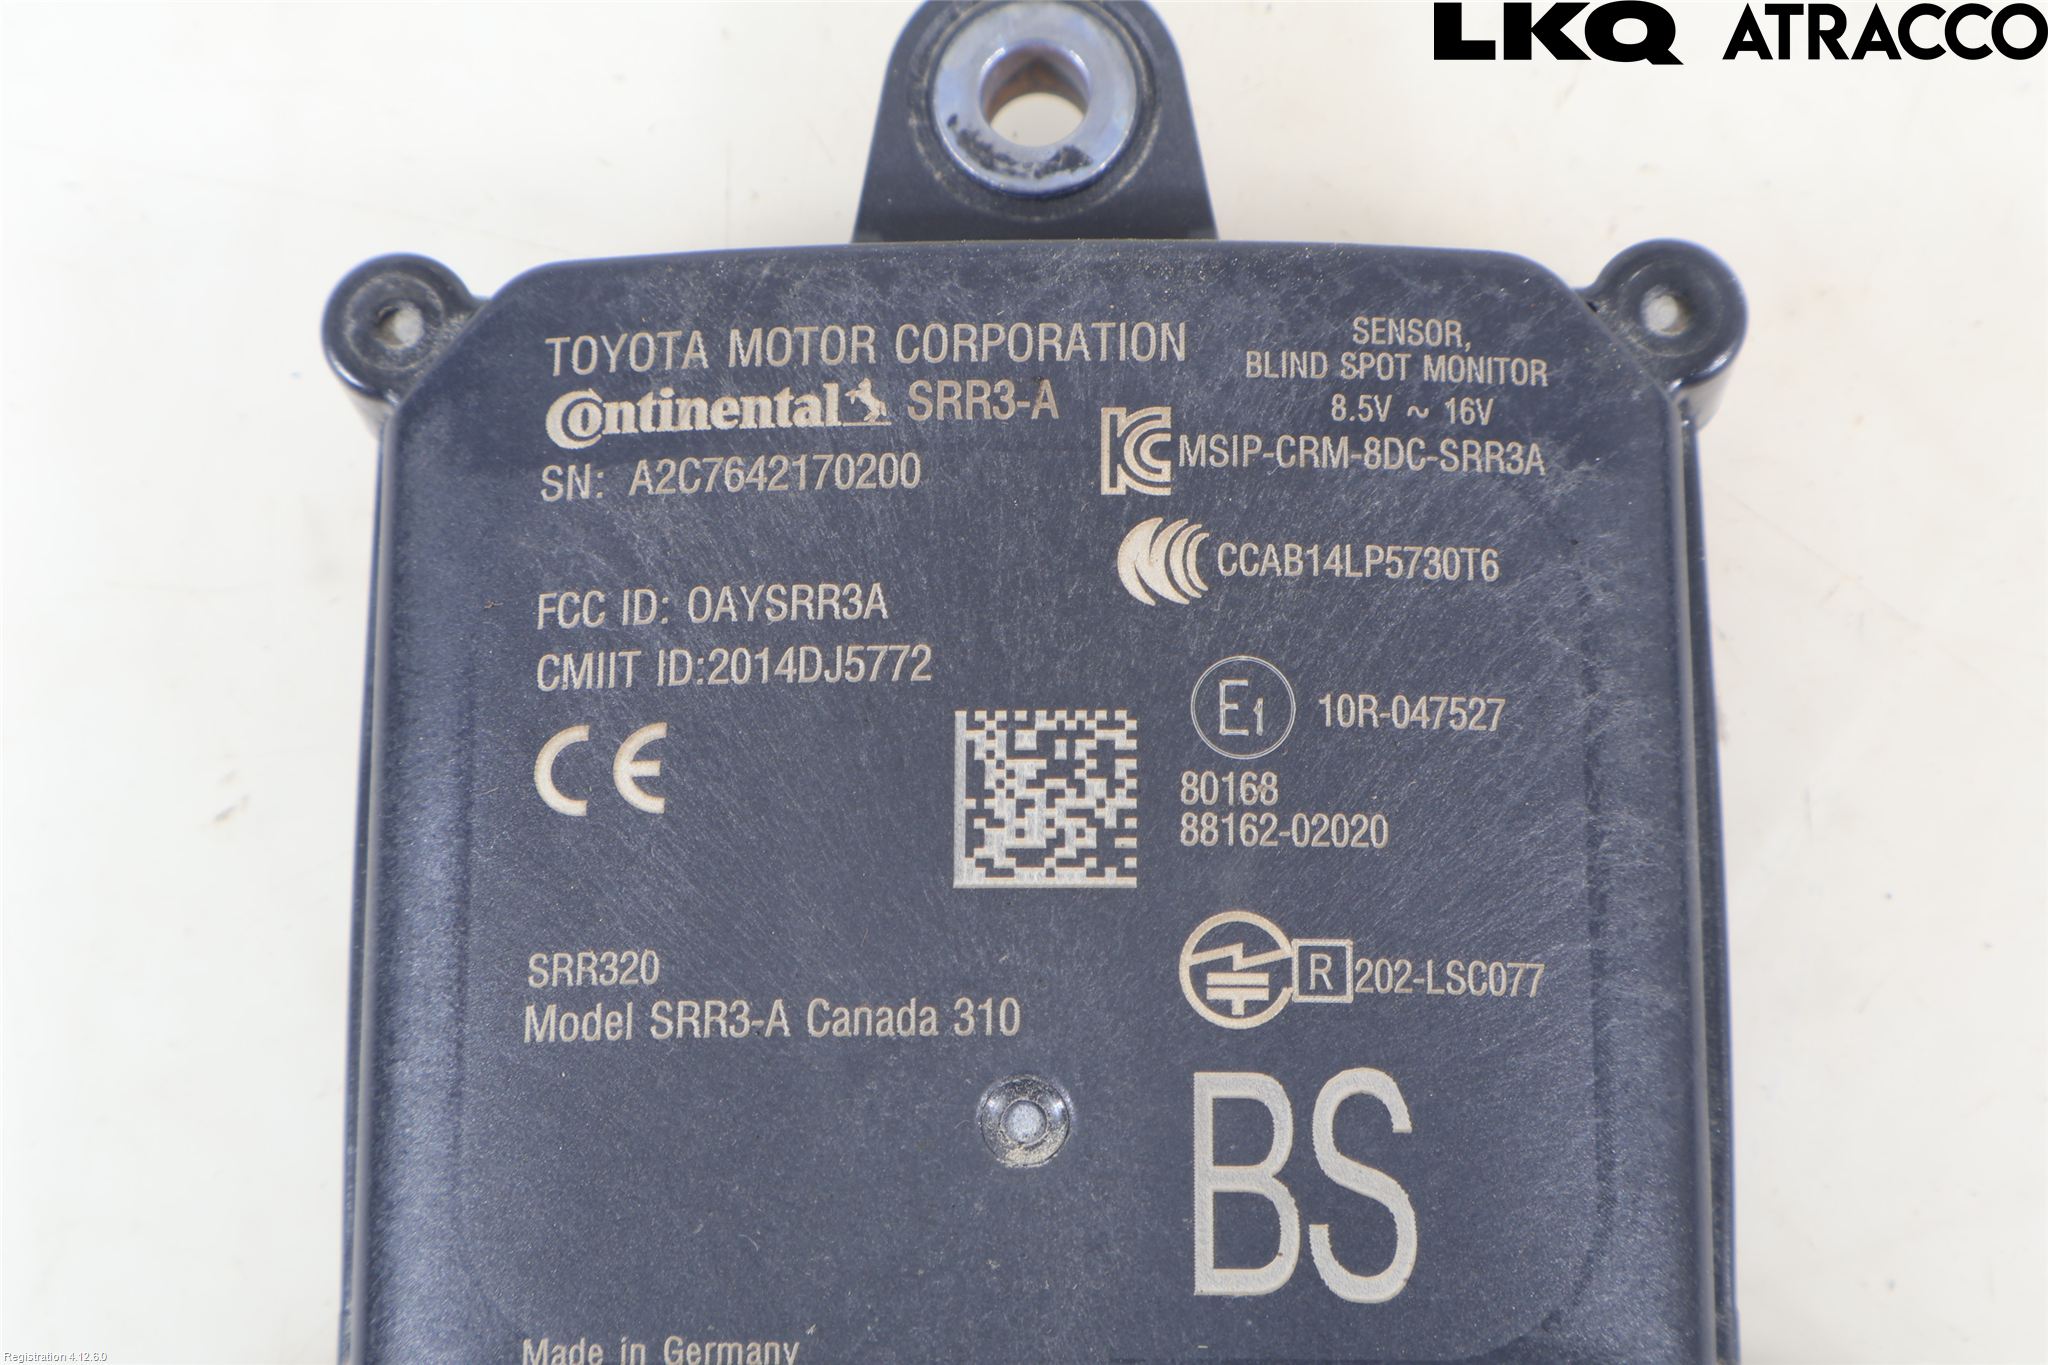 LKQ ATRACCO
TOYOTA MOTOR CORPORATION
Continental SRR3-A
SN: A2C7642170200
SENSOR,
BLIND SPOT MONITOR
8.5V ~ 16V
KC MSIP-CRM-8DC-SRR3A
CCAB14LP5730T6
FCC ID: OAYSRR3A
CMIIT ID:2014DJ5772
CE
E1 10R-047527
80168
88162-02020
SRR320
Model SRR3-A Canada 310
R 202-LSC077
BS
Made in Germany
Registration 4.12.6.0